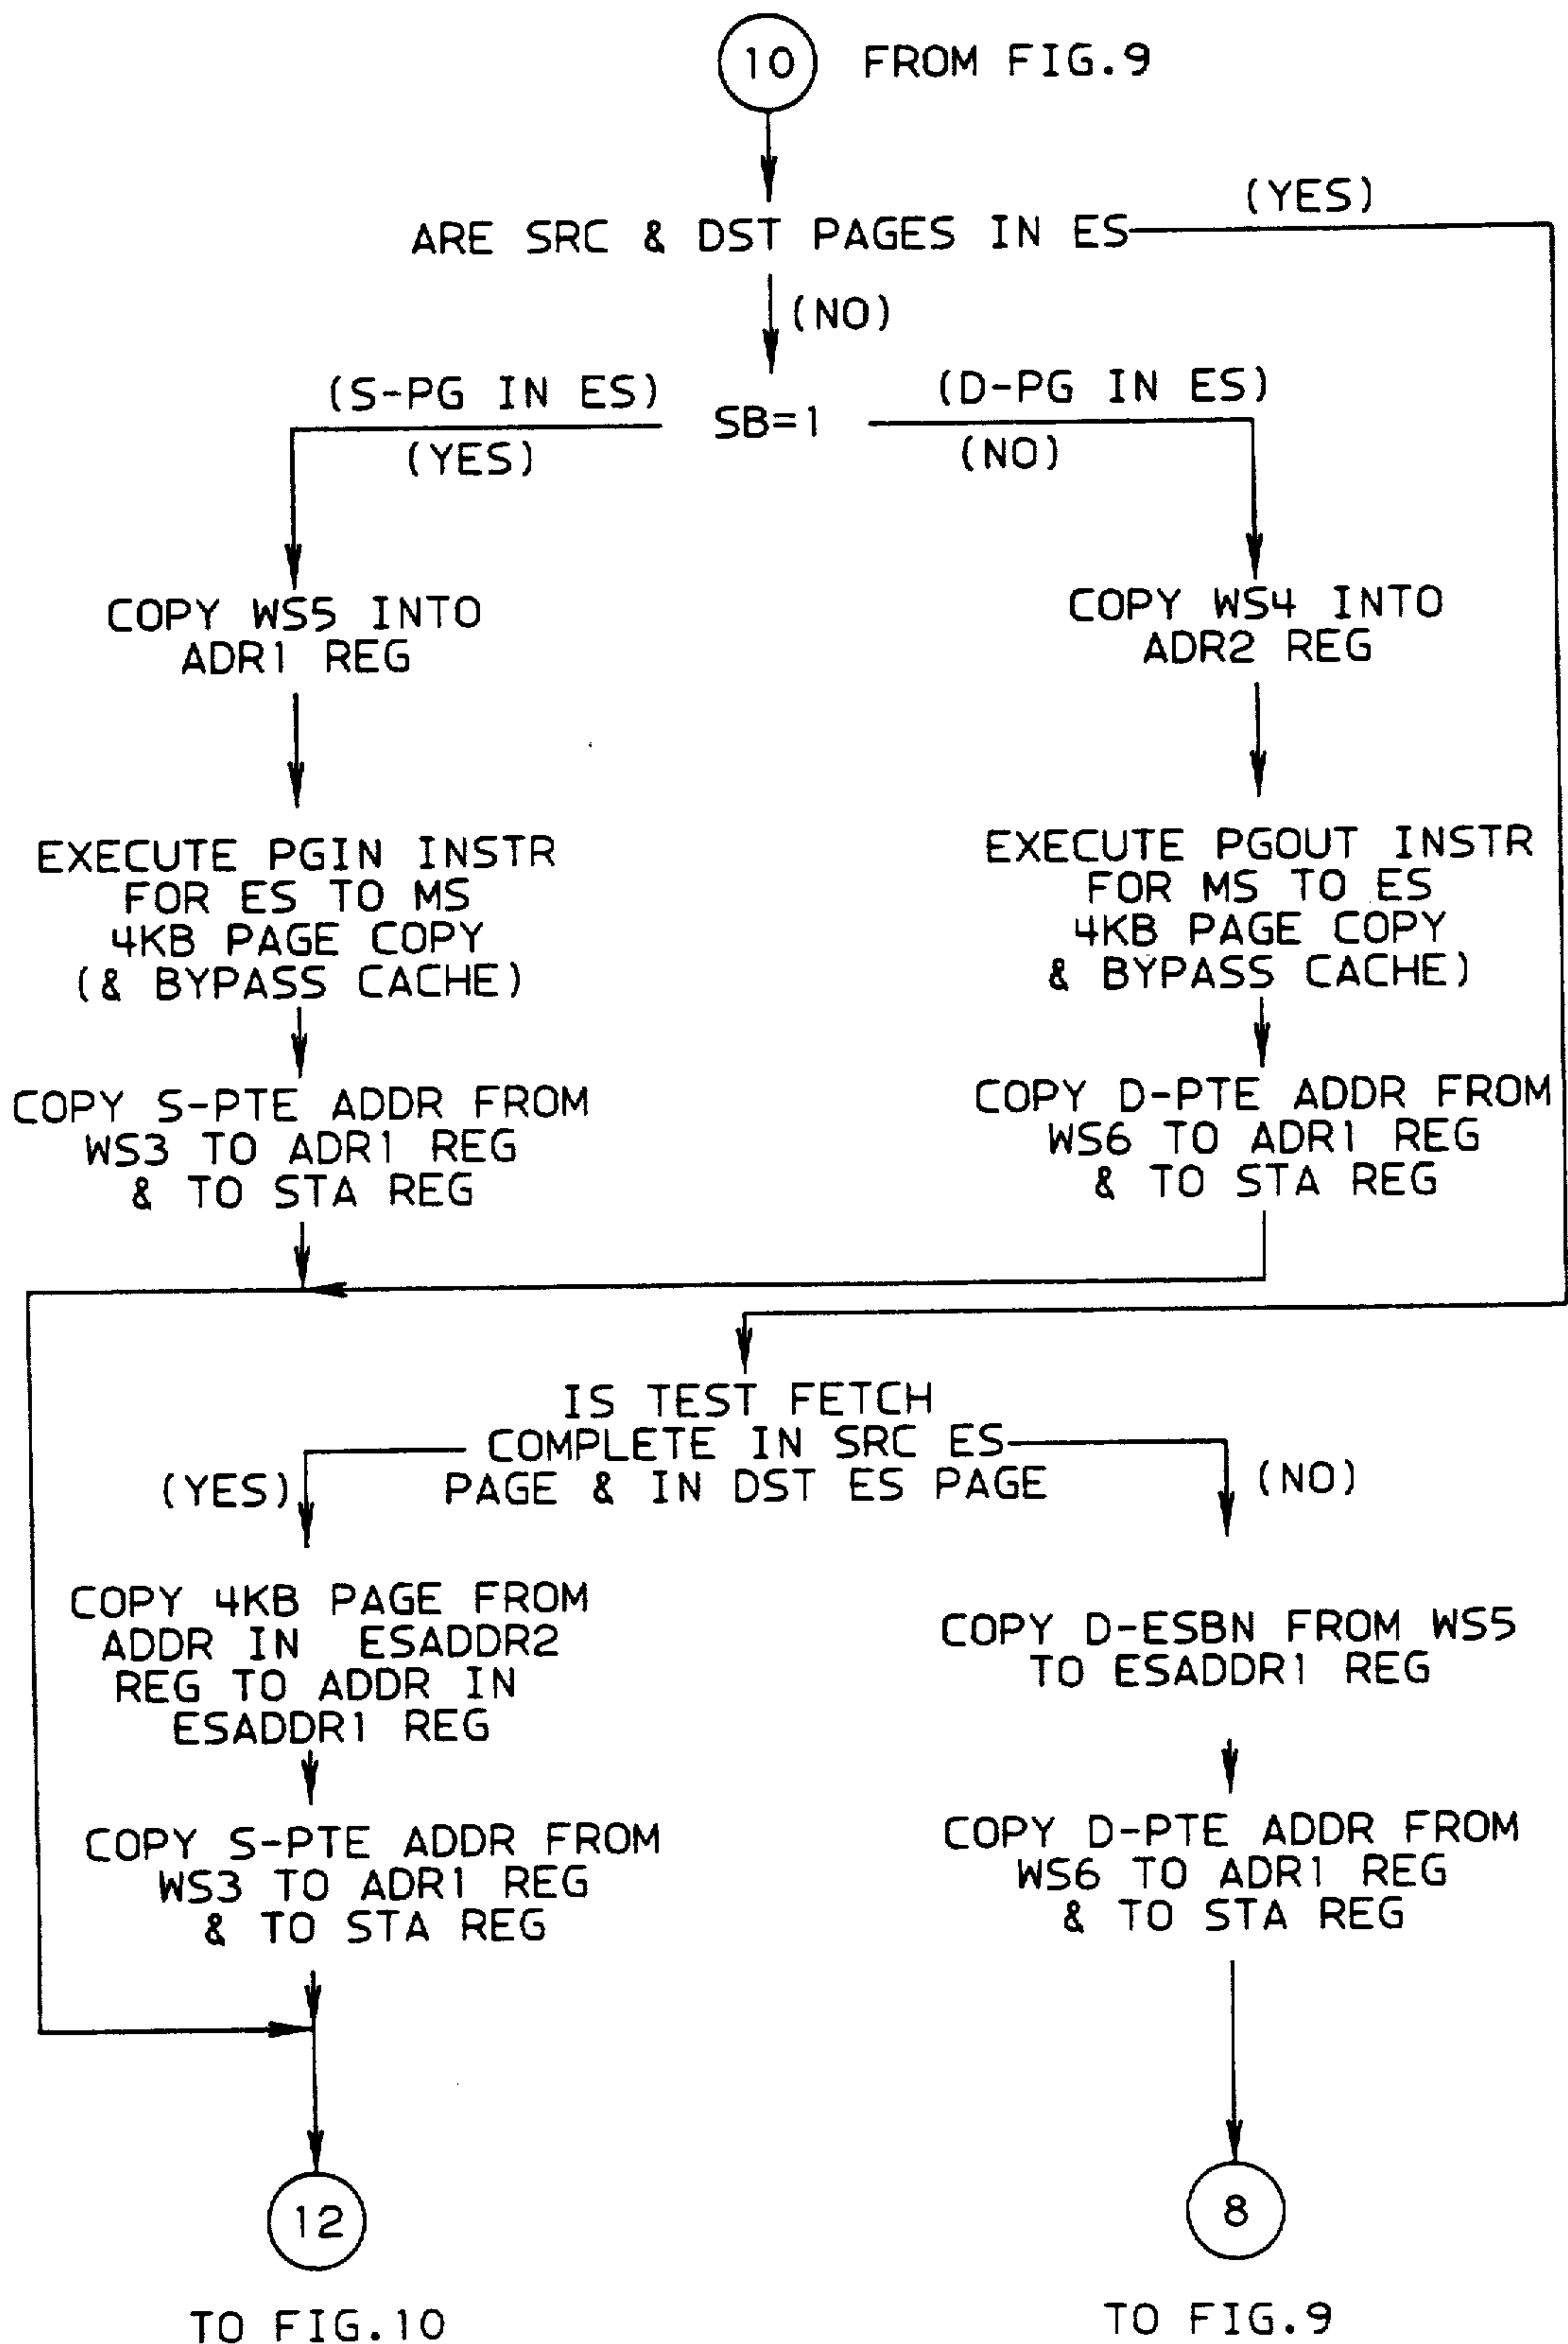 10 FROM FIG.9
ARE SRC & DST PAGES IN ES
(YES)
(NO)
(S-PG IN ES)
(YES)
SB=1
(D-PG IN ES)
(NO)
COPY WS5 INTO
ADR1 REG
COPY WS4 INTO
ADR2 REG
EXECUTE PGIN INSTR
FOR ES TO MS
4KB PAGE COPY
(& BYPASS CACHE)
EXECUTE PGOUT INSTR
FOR MS TO ES
4KB PAGE COPY
& BYPASS CACHE)
COPY S-PTE ADDR FROM
WS3 TO ADR1 REG
& TO STA REG
COPY D-PTE ADDR FROM
WS6 TO ADR1 REG
& TO STA REG
IS TEST FETCH
COMPLETE IN SRC ES
PAGE & IN DST ES PAGE
(YES)
(NO)
COPY 4KB PAGE FROM
ADDR IN ESADDR2
REG TO ADDR IN
ESADDR1 REG
COPY D-ESBN FROM WS5
TO ESADDR1 REG
COPY S-PTE ADDR FROM
WS3 TO ADR1 REG
& TO STA REG
COPY D-PTE ADDR FROM
WS6 TO ADR1 REG
& TO STA REG
12
8
TO FIG.10
TO FIG.9